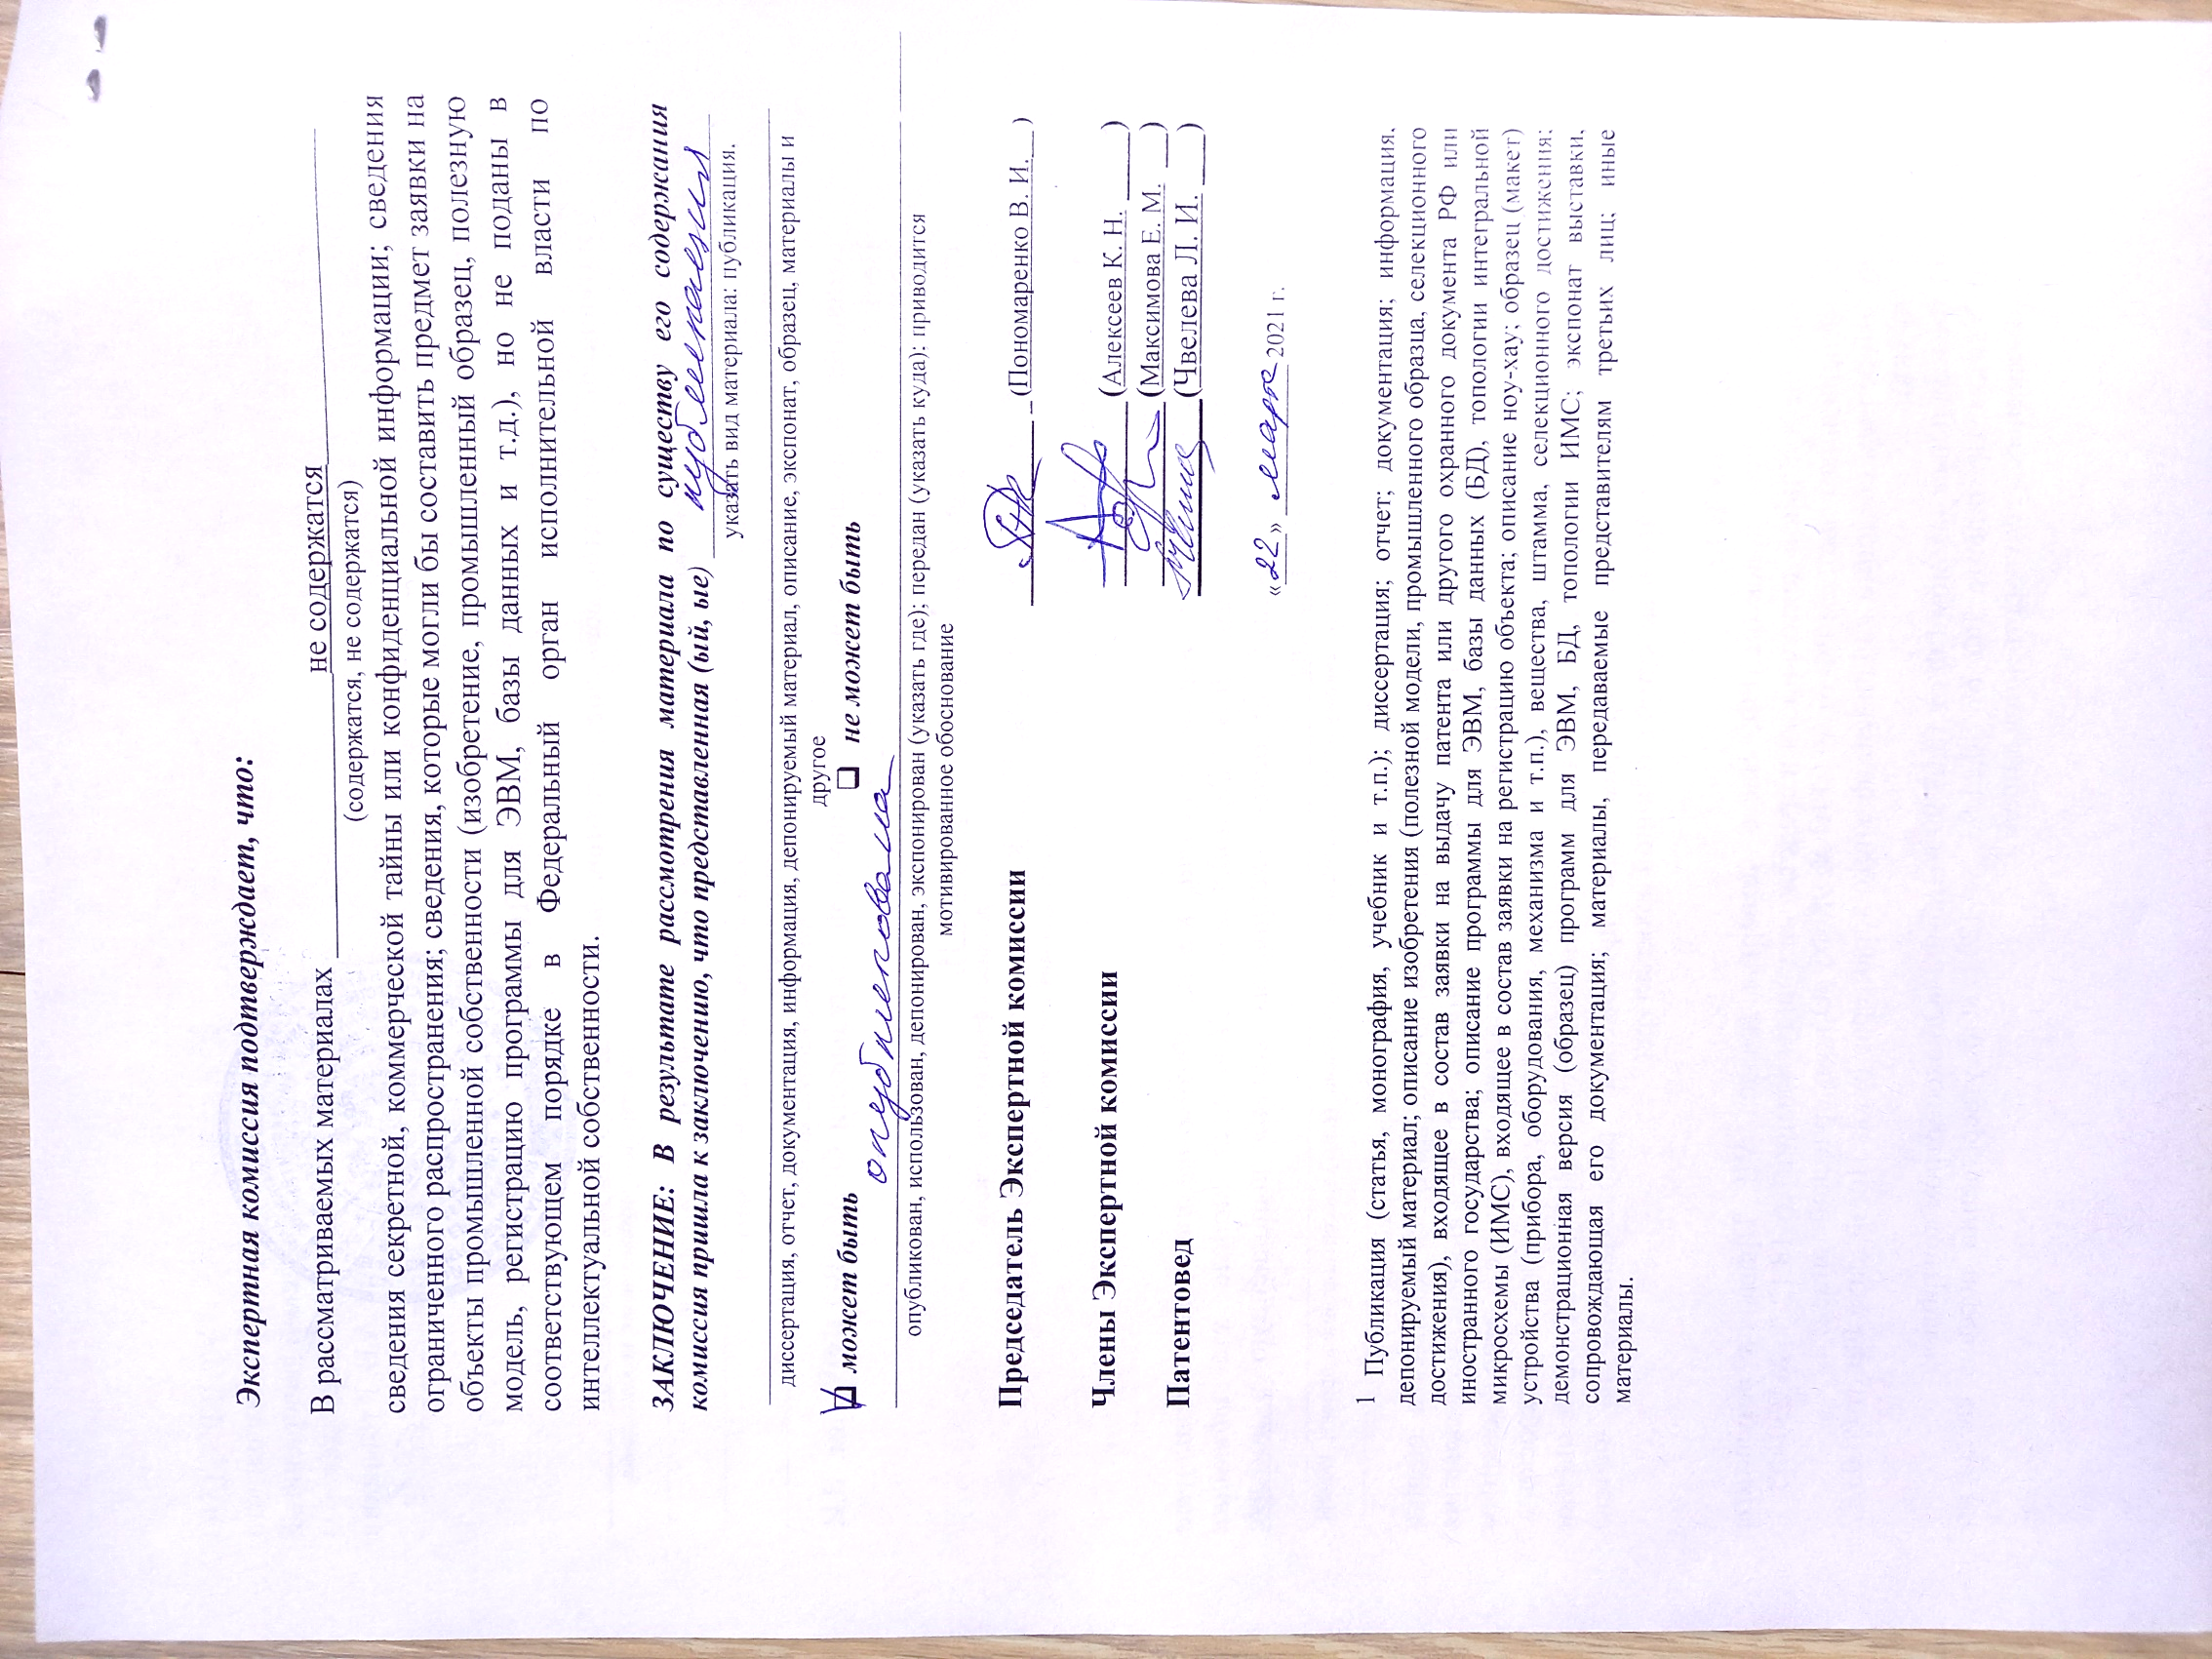 Экспертная комиссия подтверждает, что:
В рассматриваемых материалах не содержатся
(содержатся, не содержатся)
сведения секретной, коммерческой тайны или конфиденциальной информации; сведения
ограниченного распространения; сведения, которые могли бы составить предмет заявки на
объекты промышленной собственности (изобретение, промышленный образец, полезную
модель, регистрацию программы для ЭВМ, базы данных и т.д.), но не поданы в
соответствующем порядке в Федеральный орган исполнительной власти по
интеллектуальной собственности.
ЗАКЛЮЧЕНИЕ: В результате рассмотрения материала по существу его содержания
комиссия пришла к заключению, что представленная (ый, ые) публикация
указать вид материала: публикация,
диссертация, отчет, документация, информация, депонируемый материал, описание, экспонат, образец, материалы и
другое
может быть ☐ не может быть
опубликована
опубликован, использован, депонирован, экспонирован (указать где); передан (указать куда): приводится
мотивированное обоснование
Председатель Экспертной комиссии (Пономаренко В. И. )
Члены Экспертной комиссии (Алексеев К. Н. )
(Максимова Е. М. )
Патентовед (Чвелева Л. И. )
«22» март 2021 г.
1 Публикация (статья, монография, учебник и т.п.); диссертация; отчет; документация; информация,
депонируемый материал; описание изобретения (полезной модели, промышленного образца, селекционного
достижения), входящее в состав заявки на выдачу патента или другого охранного документа РФ или
иностранного государства; описание программы для ЭВМ, базы данных (БД), топологии интегральной
микросхемы (ИМС), входящее в состав заявки на регистрацию объекта; описание ноу-хау; образец (макет)
устройства (прибора, оборудования, механизма и т.п.), вещества, штамма, селекционного достижения;
демонстрационная версия (образец) программ для ЭВМ, БД, топологии ИМС; экспонат выставки,
сопровождающая его документация; материалы, передаваемые представителям третьих лиц; иные
материалы.